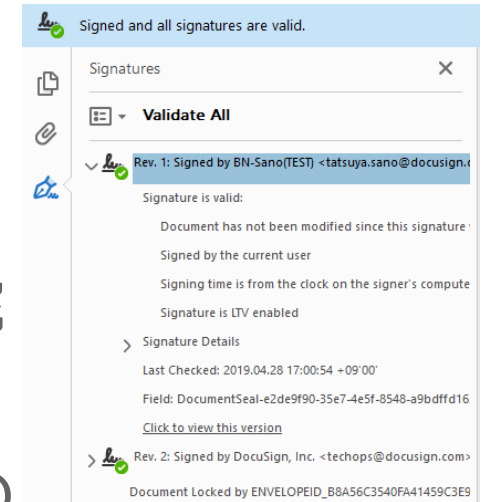 Signed and all signatures are valid.
Signatures
Validate All
Rev. 1: Signed by BN-Sano(TEST) <tatsuya.sano@docusign.c
Signature is valid:
Document has not been modified since this signature
Signed by the current user
Signing time is from the clock on the signer's compute
Signature is LTV enabled
Signature Details
Last Checked: 2019.04.28 17:00:54 +09'00'
Field: DocumentSeal-e2de9f90-35e7-4e5f-8548-a9bdffd16
Click to view this version
Rev. 2: Signed by DocuSign, Inc. <techops@docusign.com>
Document Locked by ENVELOPEID_B8A56C3540FA41459C3E9